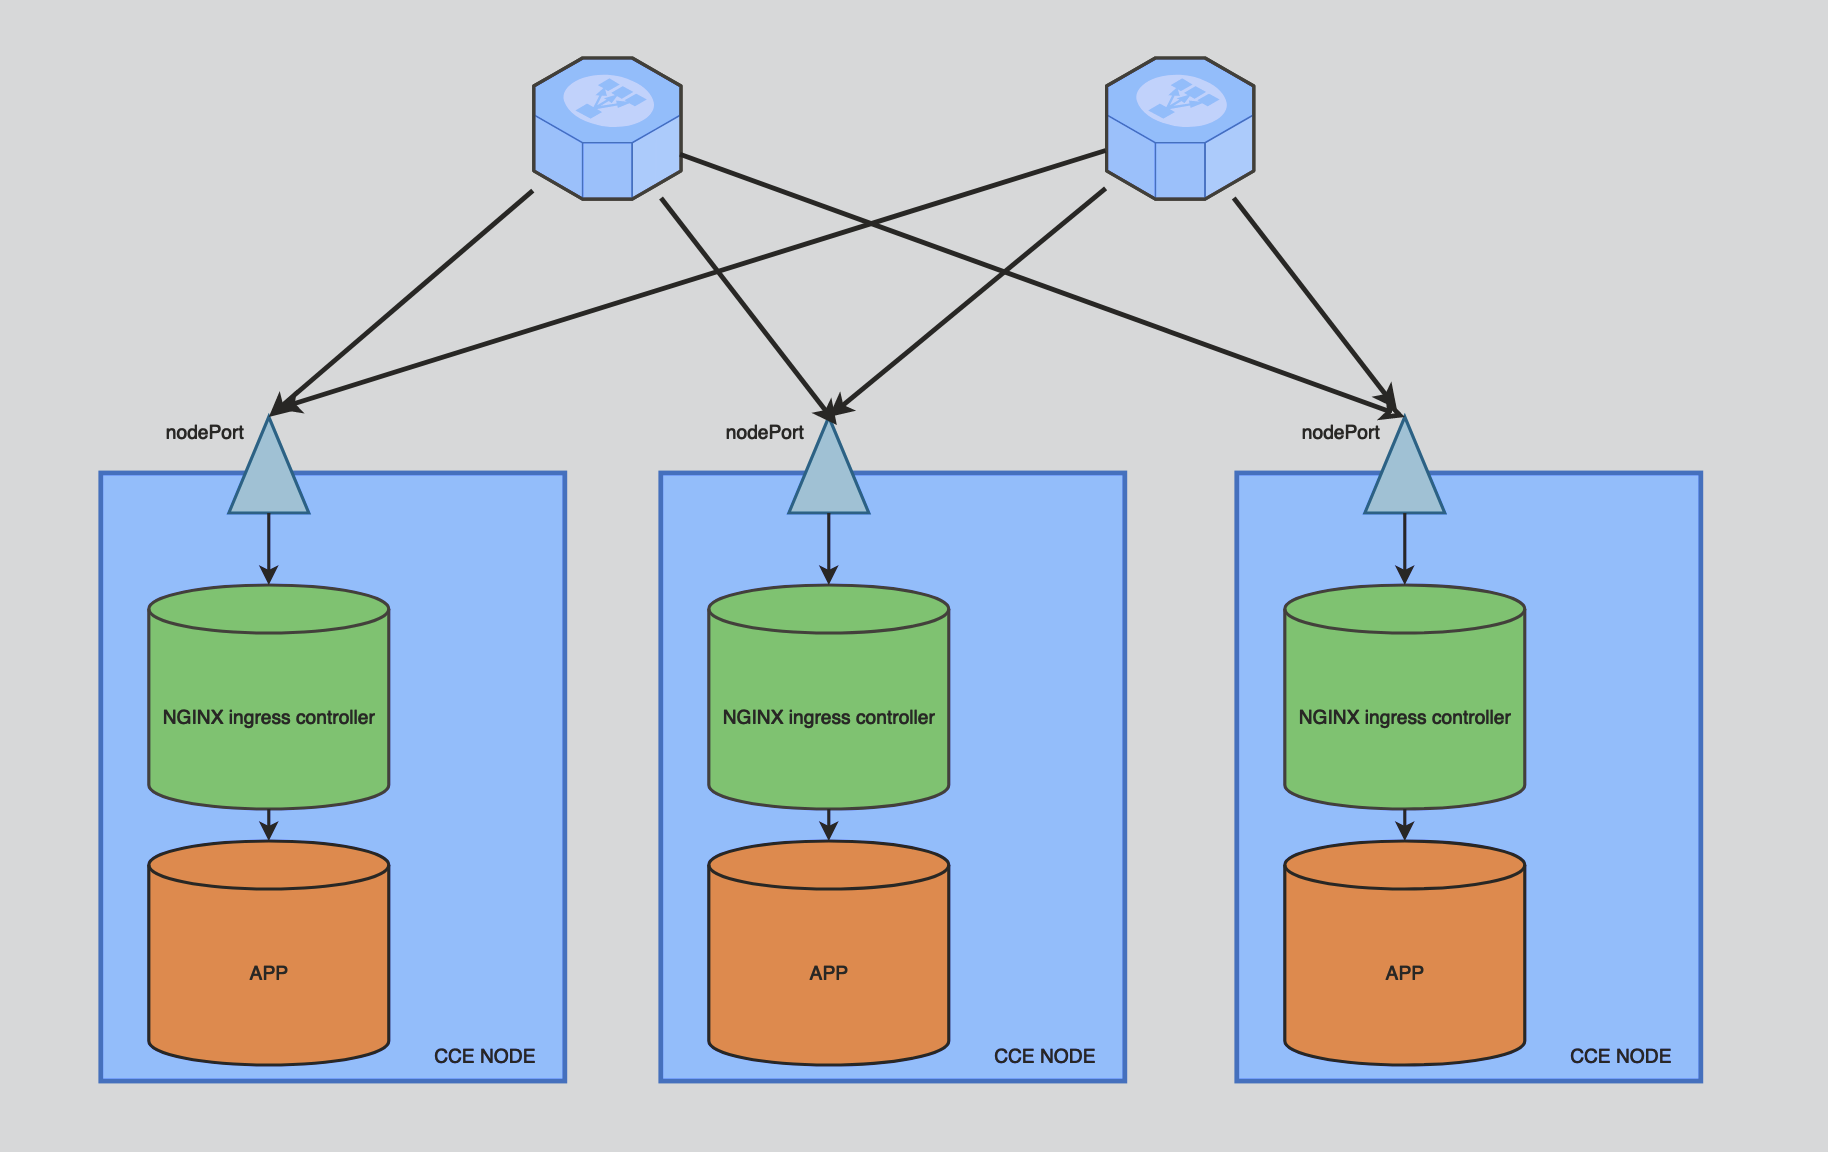 nodePort
nodePort
nodePort
NGINX ingress controller
NGINX ingress controller
NGINX ingress controller
APP
APP
APP
CCE NODE
CCE NODE
CCE NODE